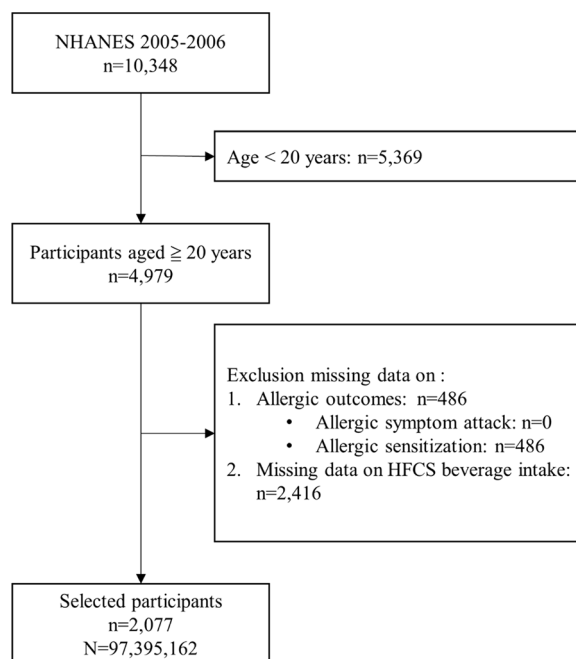 NHANES 2005-2006
n=10,348
Age < 20 years: n=5,369
Participants aged ≧ 20 years
n=4,979
Exclusion missing data on :
1. Allergic outcomes: n=486
• Allergic symptom attack: n=0
• Allergic sensitization: n=486
2. Missing data on HFCS beverage intake:
n=2,416
Selected participants
n=2,077
N=97,395,162